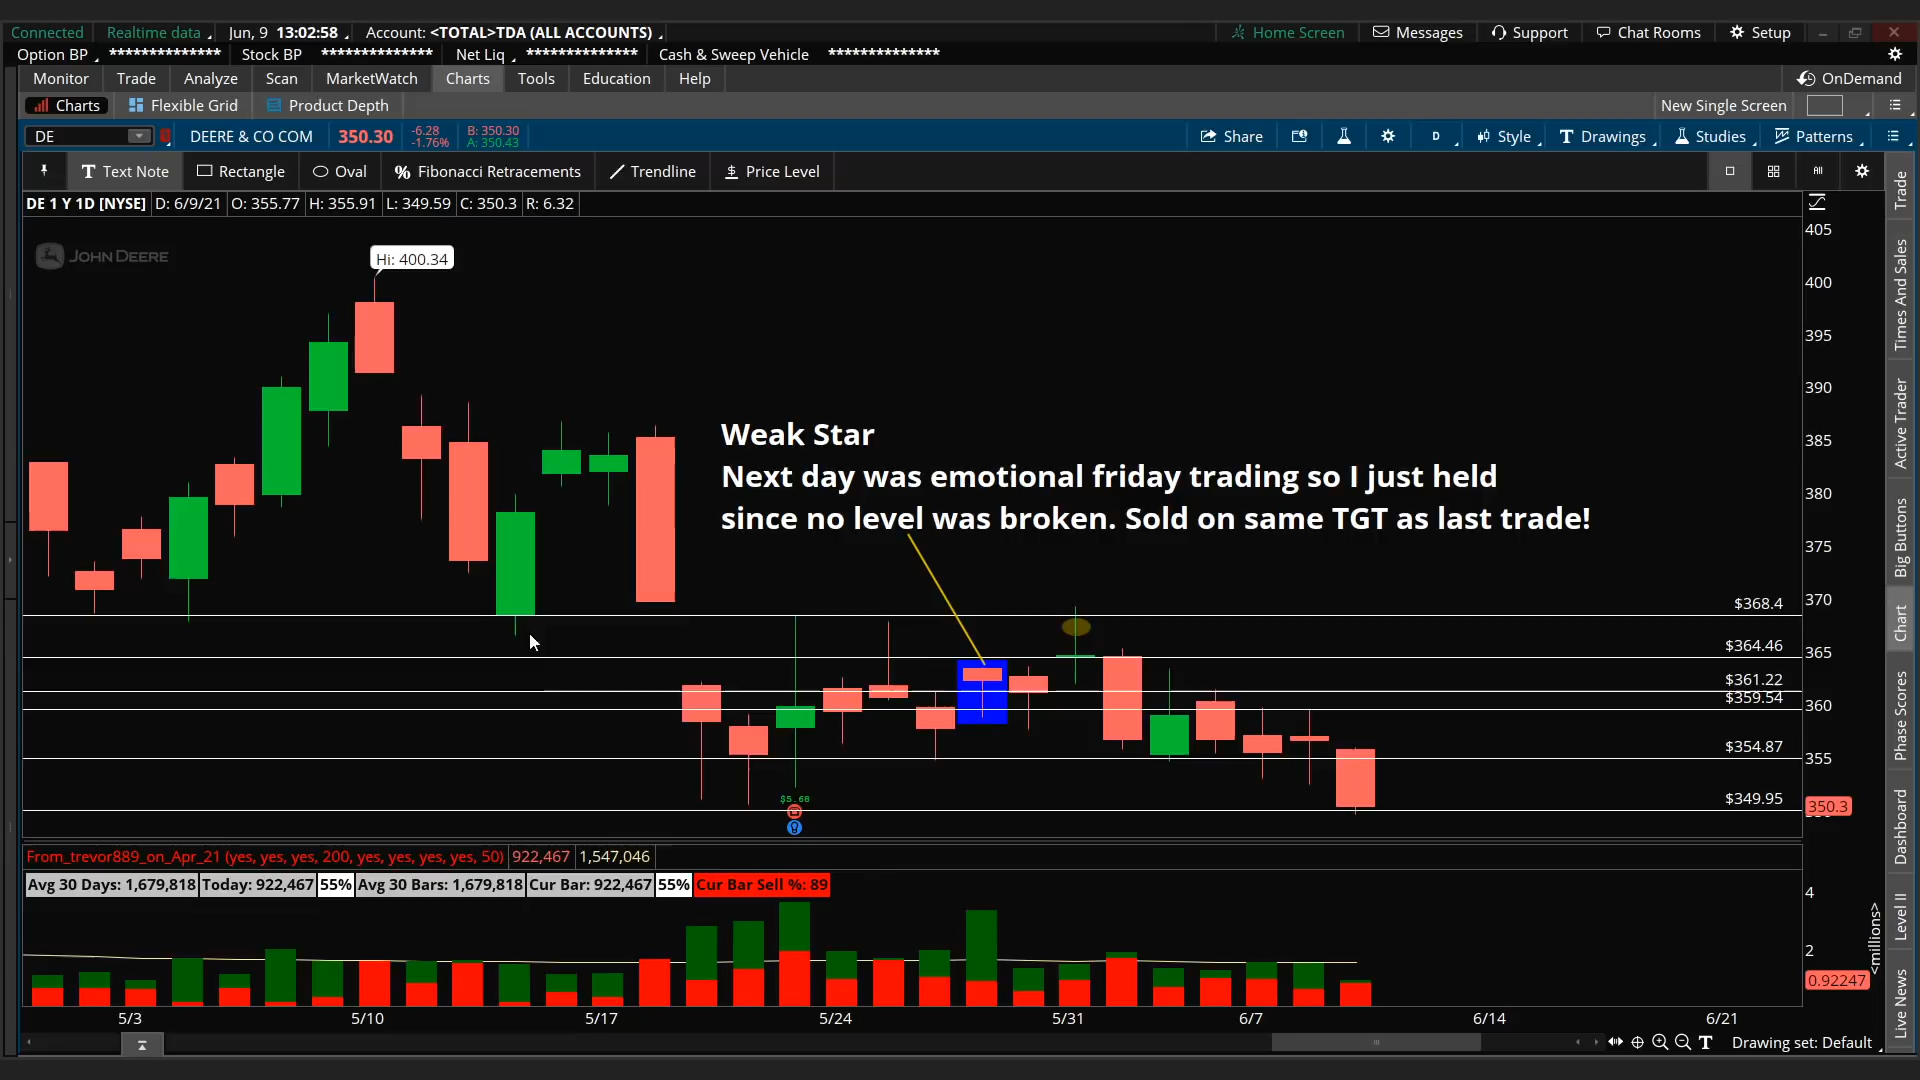 Connected Realtime data Jun, 9 13:02:58 Account: <TOTAL>TDA (ALL ACCOUNTS) Home Screen Messages Support Chat Rooms Setup
Option BP ************** Stock BP ************** Net Liq ************** Cash & Sweep Vehicle **************
Monitor Trade Analyze Scan MarketWatch Charts Tools Education Help OnDemand
Charts Flexible Grid Product Depth New Single Screen
DE DEERE & CO COM 350.30 -6.28 -1.76% B: 350.30 A: 350.43 Share D Style Drawings Studies Patterns
Text Note Rectangle Oval Fibonacci Retracements Trendline Price Level All
DE 1 Y 1D [NYSE] D: 6/9/21 O: 355.77 H: 355.91 L: 349.59 C: 350.3 R: 6.32
JOHN DEERE
Hi: 400.34
Weak Star
Next day was emotional friday trading so I just held
since no level was broken. Sold on same TGT as last trade!
405
400
395
390
385
380
375
370
365
360
355
$368.4
$364.46
$361.22
$359.54
$354.87
$349.95
350.3
$5.68
From_trevor889_on_Apr_21 (yes, yes, yes, 200, yes, yes, yes, yes, 50) 922,467 1,547,046
Avg 30 Days: 1,679,818 Today: 922,467 55% Avg 30 Bars: 1,679,818 Cur Bar: 922,467 55% Cur Bar Sell %: 89
4
2
0.92247
<millions>
5/3 5/10 5/17 5/24 5/31 6/7 6/14 6/21
Drawing set: Default
Trade
Times And Sales
Active Trader
Big Buttons
Chart
Phase Scores
Dashboard
Level II
Live News